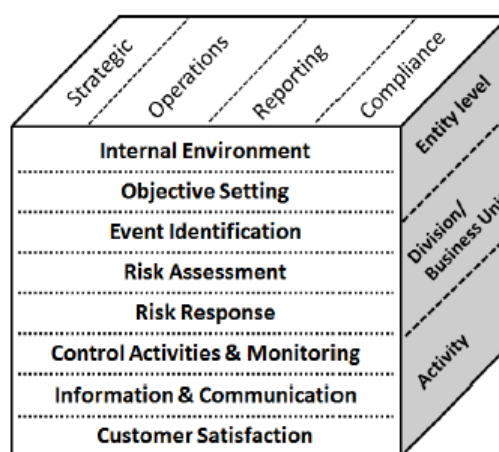 Strategic
Operations
Reporting
Compliance
Internal Environment
Objective Setting
Event Identification
Risk Assessment
Risk Response
Control Activities & Monitoring
Information & Communication
Customer Satisfaction
Entity level
Division/
Business Uni
Activity